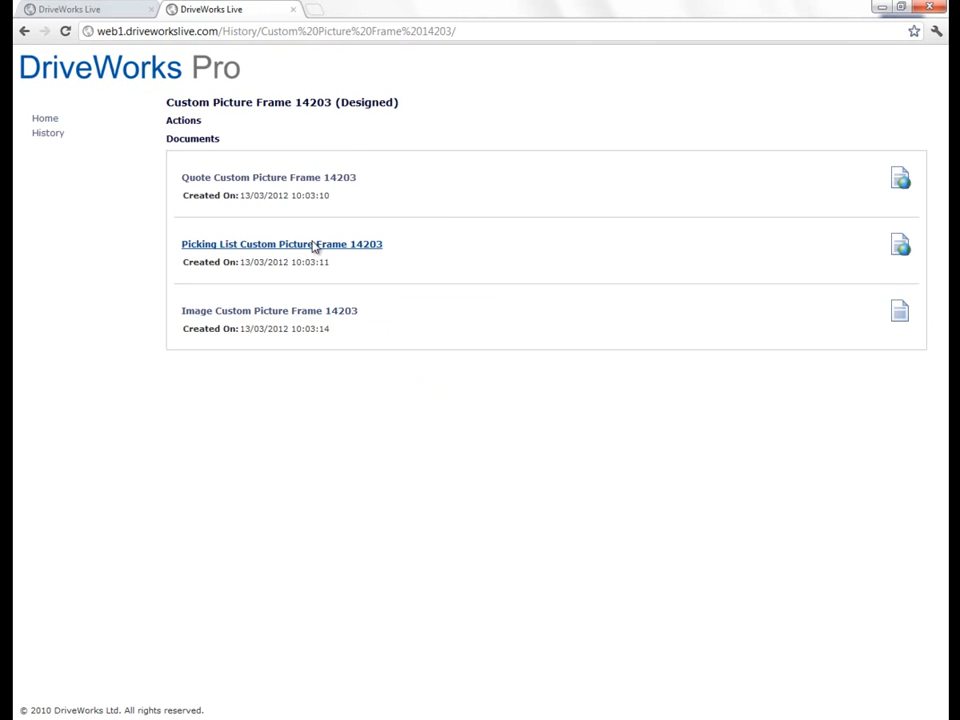 DriveWorks Live
DriveWorks Live
web1.driveworkslive.com/History/Custom%20Picture%20Frame%2014203/
DriveWorks Pro
Home
History
Custom Picture Frame 14203 (Designed)
Actions
Documents
Quote Custom Picture Frame 14203
Created On: 13/03/2012 10:03:10
Picking List Custom Picture Frame 14203
Created On: 13/03/2012 10:03:11
Image Custom Picture Frame 14203
Created On: 13/03/2012 10:03:14
© 2010 DriveWorks Ltd. All rights reserved.